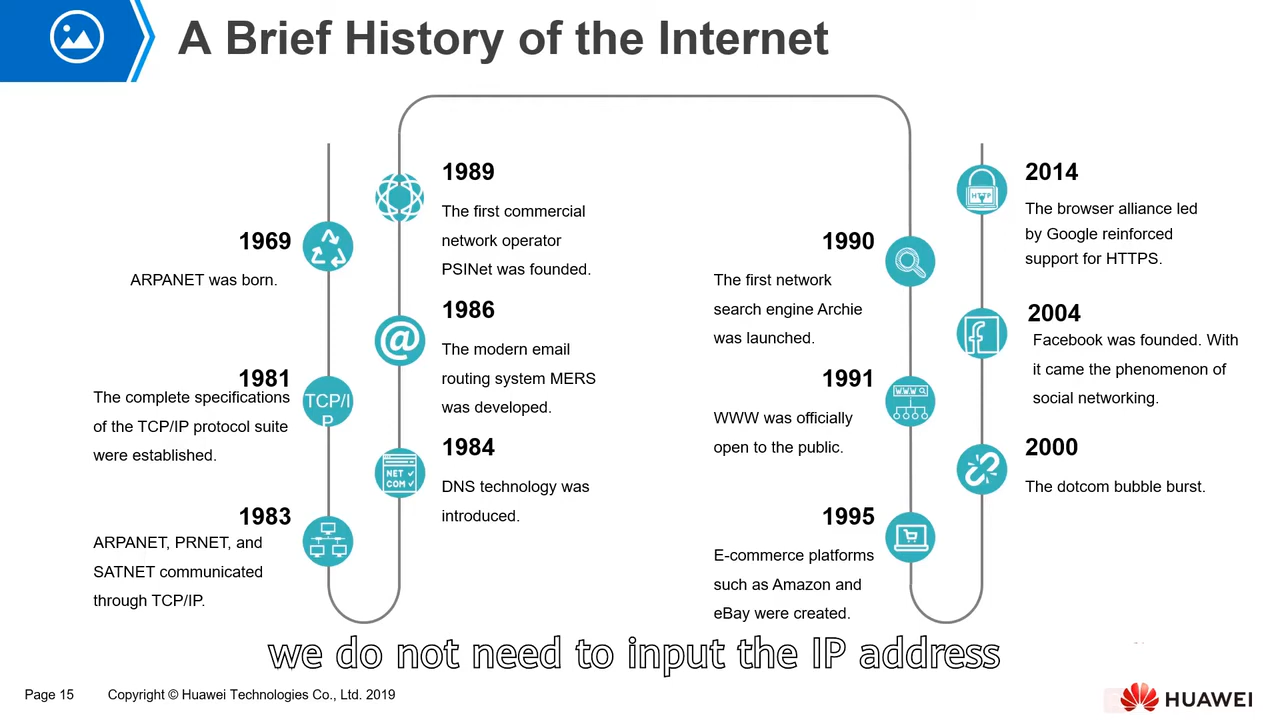 A Brief History of the Internet
1969
ARPANET was born.
1981
The complete specifications
of the TCP/IP protocol suite
were established.
TCP/I
P
1983
ARPANET, PRNET, and
SATNET communicated
through TCP/IP.
1984
DNS technology was
introduced.
NET
COM
1986
The modern email
routing system MERS
was developed.
@
1989
The first commercial
network operator
PSINet was founded.
1990
The first network
search engine Archie
was launched.
1991
WWW was officially
open to the public.
WWW
1995
E-commerce platforms
such as Amazon and
eBay were created.
2000
The dotcom bubble burst.
2004
Facebook was founded. With
it came the phenomenon of
social networking.
f
2014
The browser alliance led
by Google reinforced
support for HTTPS.
HTTP
we do not need to input the IP address
Page 15
Copyright © Huawei Technologies Co., Ltd. 2019
HUAWEI